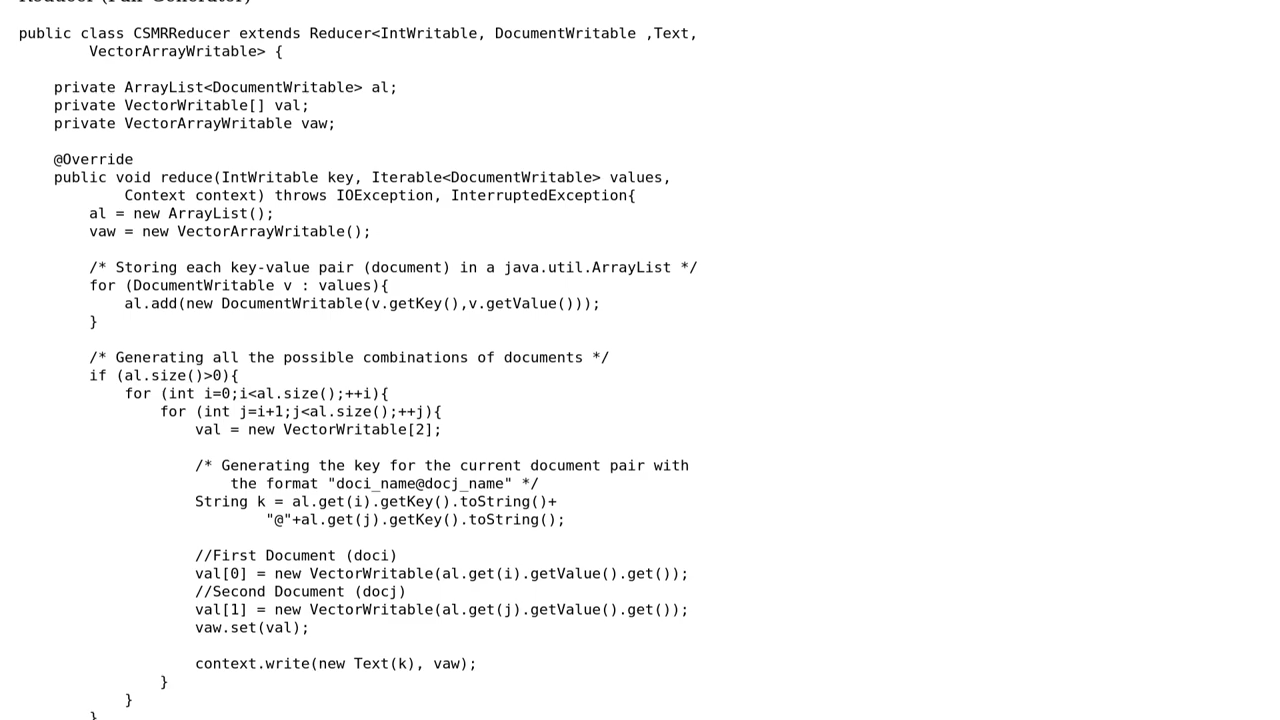 Reducer (Pair Generator)
public class CSMRReducer extends Reducer<IntWritable, DocumentWritable ,Text,
        VectorArrayWritable> {

    private ArrayList<DocumentWritable> al;
    private VectorWritable[] val;
    private VectorArrayWritable vaw;

    @Override
    public void reduce(IntWritable key, Iterable<DocumentWritable> values,
            Context context) throws IOException, InterruptedException{
        al = new ArrayList();
        vaw = new VectorArrayWritable();

        /* Storing each key-value pair (document) in a java.util.ArrayList */
        for (DocumentWritable v : values){
            al.add(new DocumentWritable(v.getKey(),v.getValue()));
        }

        /* Generating all the possible combinations of documents */
        if (al.size()>0){
            for (int i=0;i<al.size();++i){
                for (int j=i+1;j<al.size();++j){
                    val = new VectorWritable[2];

                    /* Generating the key for the current document pair with
                        the format "doci_name@docj_name" */
                    String k = al.get(i).getKey().toString()+
                            "@"+al.get(j).getKey().toString();

                    //First Document (doci)
                    val[0] = new VectorWritable(al.get(i).getValue().get());
                    //Second Document (docj)
                    val[1] = new VectorWritable(al.get(j).getValue().get());
                    vaw.set(val);

                    context.write(new Text(k), vaw);
                }
            }
        }